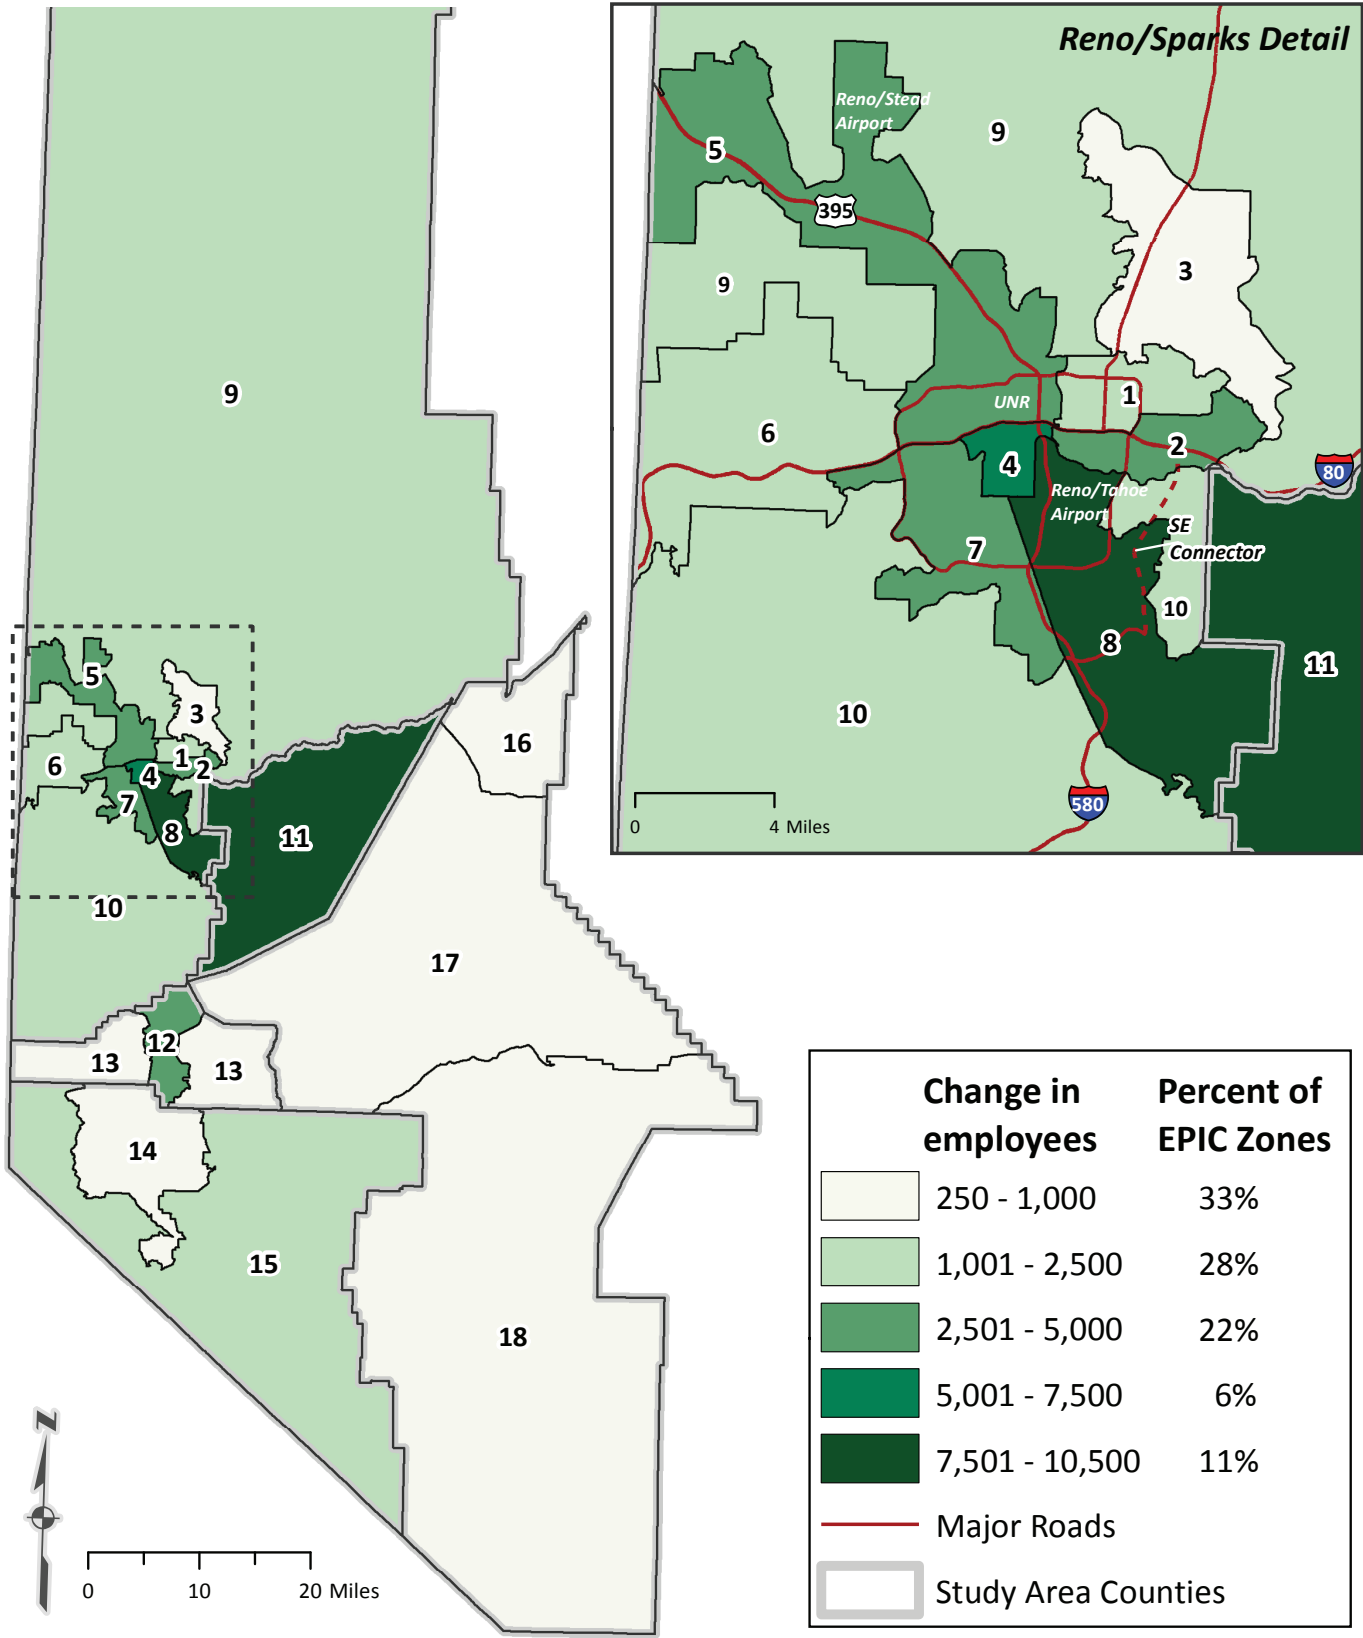 Reno/Sparks Detail
Reno/Stead
Airport
9
5
395
3
9
1
UNR
6
2
4
80
Reno/Tahoe
Airport
SE
Connector
7
10
8
11
10
580
0 4 Miles
9
5
3
16
1
6
2
4
7
8
11
10
17
12
13
13
14
15
18
N
0 10 20 Miles
Change in Percent of
employees EPIC Zones
250 - 1,000 33%
1,001 - 2,500 28%
2,501 - 5,000 22%
5,001 - 7,500 6%
7,501 - 10,500 11%
Major Roads
Study Area Counties